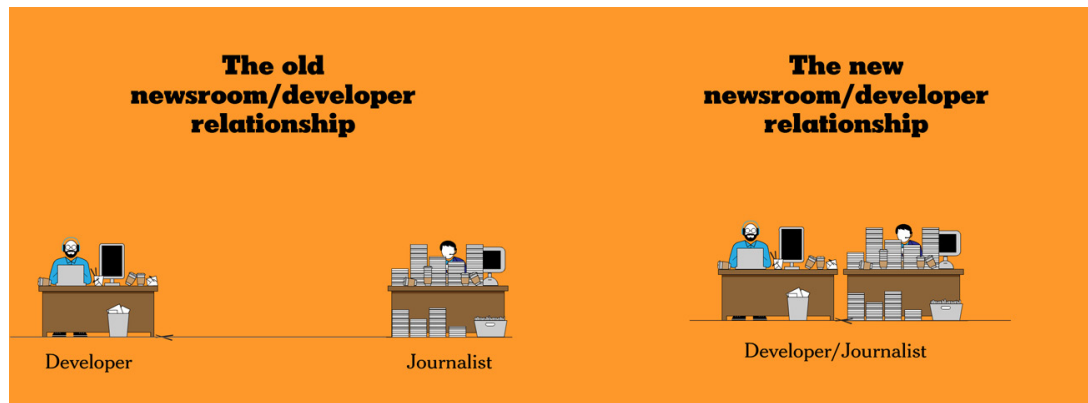 The old
newsroom/developer
relationship
Developer
Journalist
The new
newsroom/developer
relationship
Developer/Journalist